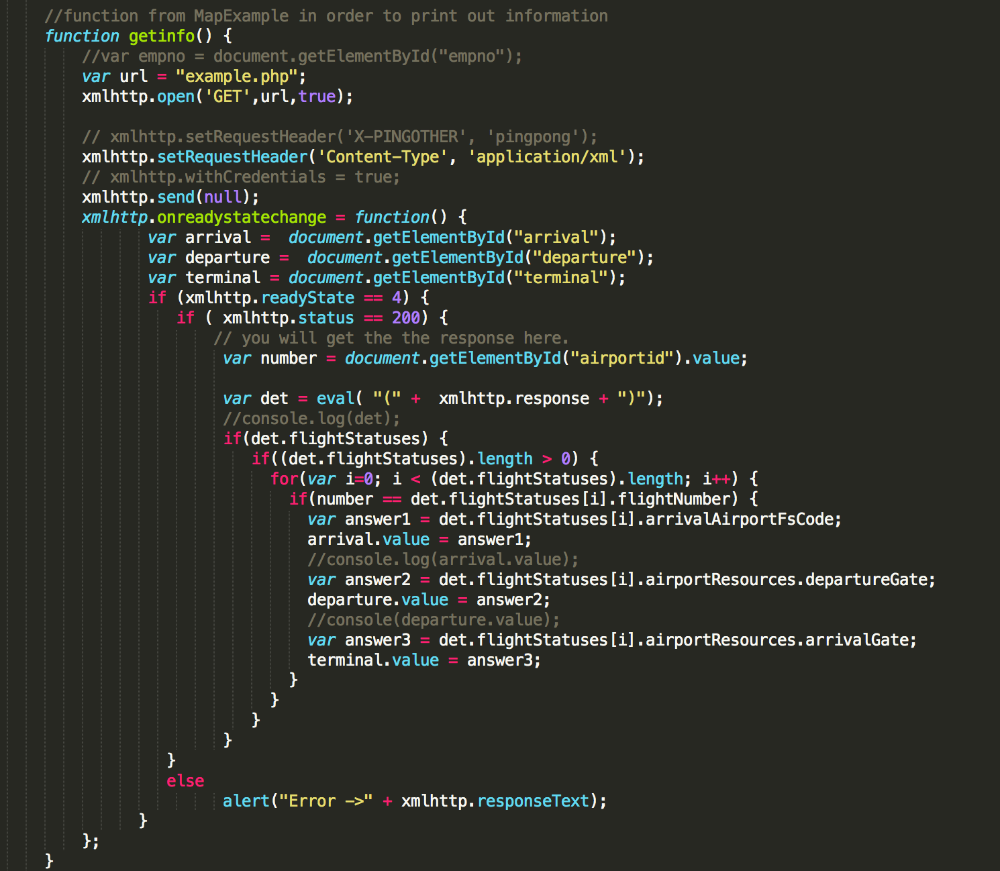 //function from MapExample in order to print out information
function getinfo() {
//var empno = document.getElementById("empno");
var url = "example.php";
xmlhttp.open('GET',url,true);
// xmlhttp.setRequestHeader('X-PINGOTHER', 'pingpong');
xmlhttp.setRequestHeader('Content-Type', 'application/xml');
// xmlhttp.withCredentials = true;
xmlhttp.send(null);
xmlhttp.onreadystatechange = function() {
var arrival =  document.getElementById("arrival");
var departure =  document.getElementById("departure");
var terminal = document.getElementById("terminal");
if (xmlhttp.readyState == 4) {
if ( xmlhttp.status == 200) {
// you will get the the response here.
var number = document.getElementById("airportid").value;
var det = eval( "(" +  xmlhttp.response + ")");
//console.log(det);
if(det.flightStatuses) {
if((det.flightStatuses).length > 0) {
for(var i=0; i < (det.flightStatuses).length; i++) {
if(number == det.flightStatuses[i].flightNumber) {
var answer1 = det.flightStatuses[i].arrivalAirportFsCode;
arrival.value = answer1;
//console.log(arrival.value);
var answer2 = det.flightStatuses[i].airportResources.departureGate;
departure.value = answer2;
//console(departure.value);
var answer3 = det.flightStatuses[i].airportResources.arrivalGate;
terminal.value = answer3;
}
}
}
}
}
else
alert("Error ->" + xmlhttp.responseText);
}
};
}